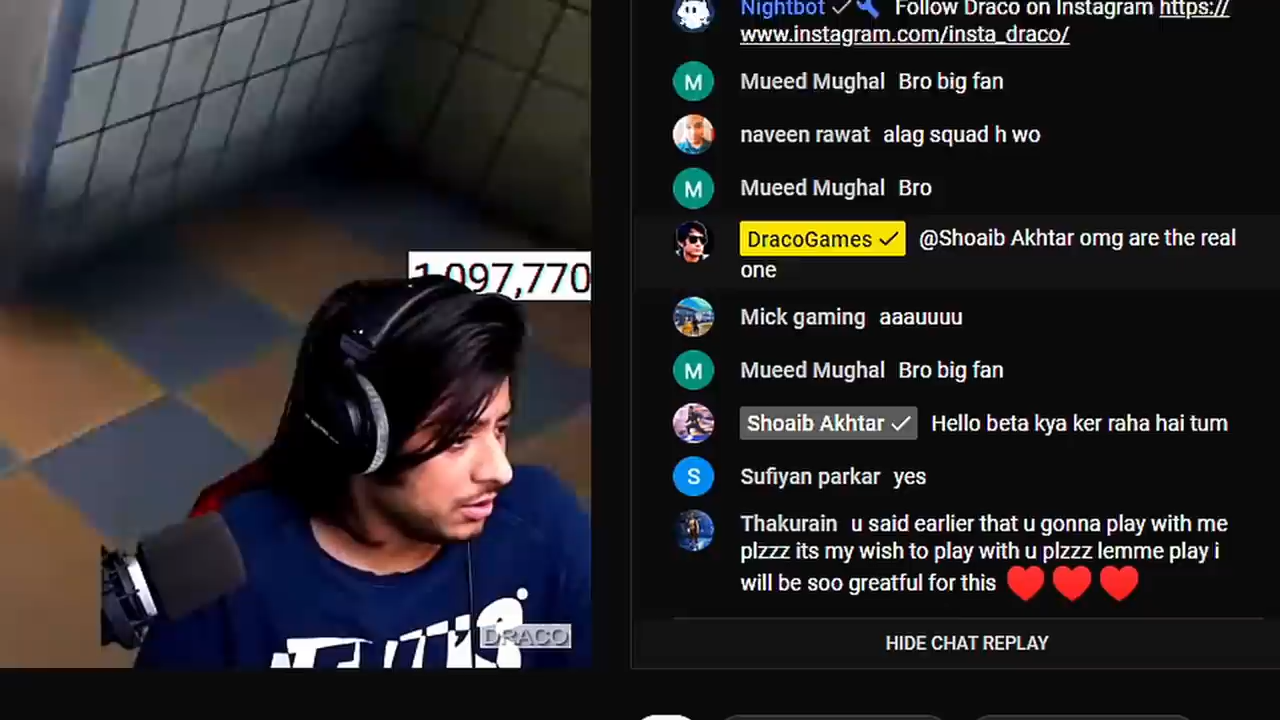 Nightbot Follow Draco on Instagram https://
www.instagram.com/insta_draco/
M Mueed Mughal Bro big fan
naveen rawat alag squad h wo
M Mueed Mughal Bro
DracoGames @Shoaib Akhtar omg are the real
one
1,097,770
Mick gaming aaauuuu
M Mueed Mughal Bro big fan
Shoaib Akhtar Hello beta kya ker raha hai tum
S Sufiyan parkar yes
Thakurain u said earlier that u gonna play with me
plzzz its my wish to play with u plzzz lemme play i
will be soo greatful for this
DRACO
HIDE CHAT REPLAY